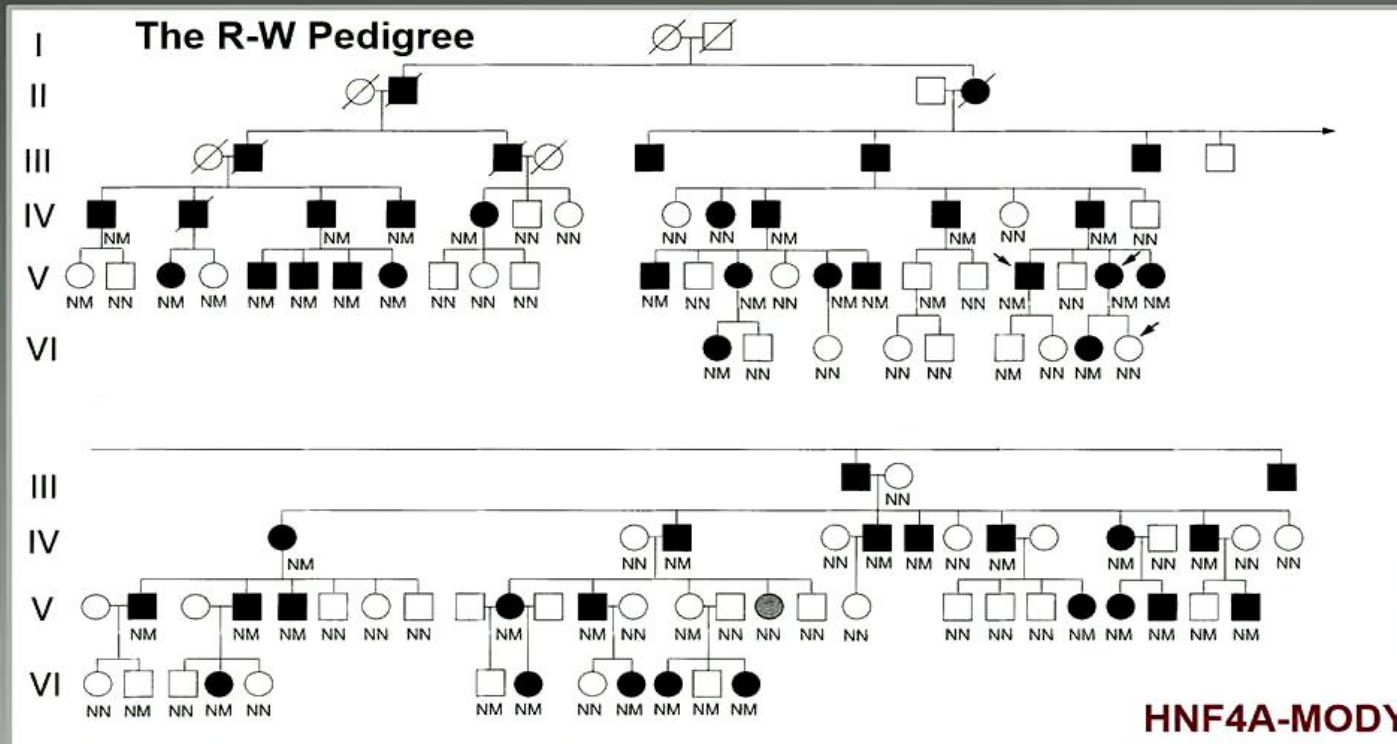 I The R-W Pedigree
II
III
IV
NM NM NM NM NN NN NN NN NM NM NN NM NN
V
NM NN NM NM NM NM NM NM NN NN NN NM NN NM NN NM NM NM NN NM NN NM NM
VI
NM NN NN NN NN NM NN NM NN
III
NN
IV
NM NN NM NN NM NM NN NM NM NN NM NN NN
V
NM NM NM NN NN NN NM NM NN NM NN NN NN NN NN NN NN NM NM NM NM NM
VI
NN NM NN NM NN NM NM NN NM NM NM NM
HNF4A-MODY